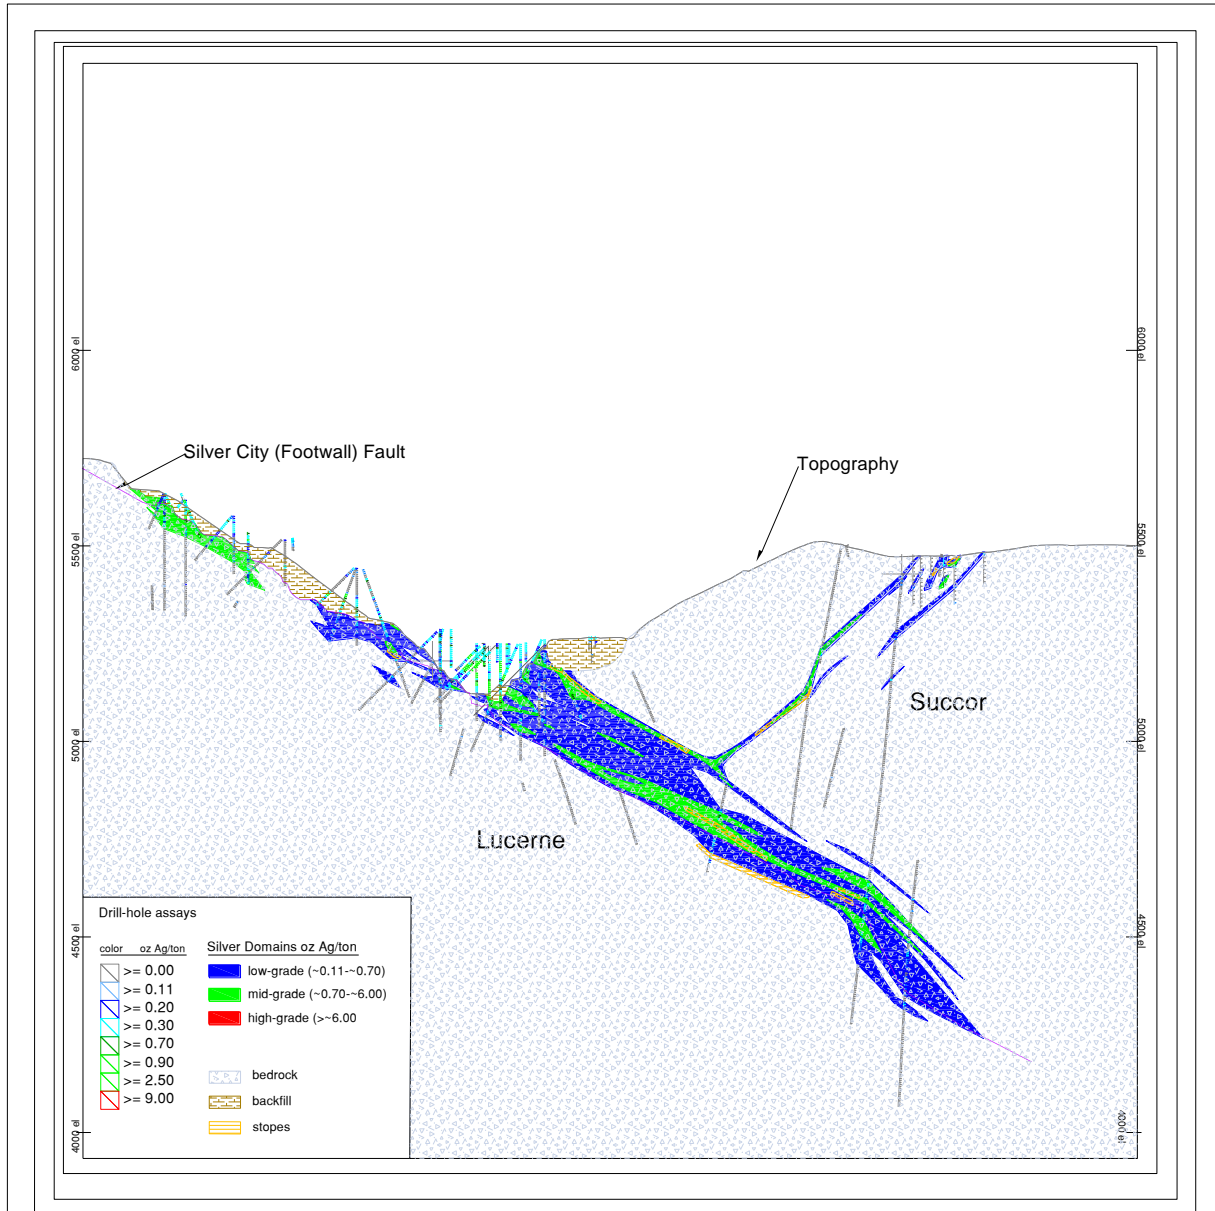 6000 el
6000 el
Silver City (Footwall) Fault
Topography
5500 el
5500 el
Succor
5000 el
5000 el
Lucerne
Drill-hole assays
color oz Ag/ton
>= 0.00
>= 0.11
>= 0.20
>= 0.30
>= 0.70
>= 0.90
>= 2.50
>= 9.00
Silver Domains oz Ag/ton
low-grade (~0.11-~0.70)
mid-grade (~0.70-~6.00)
high-grade (>~6.00
bedrock
backfill
stopes
4500 el
4500 el
4000 el
4000 el